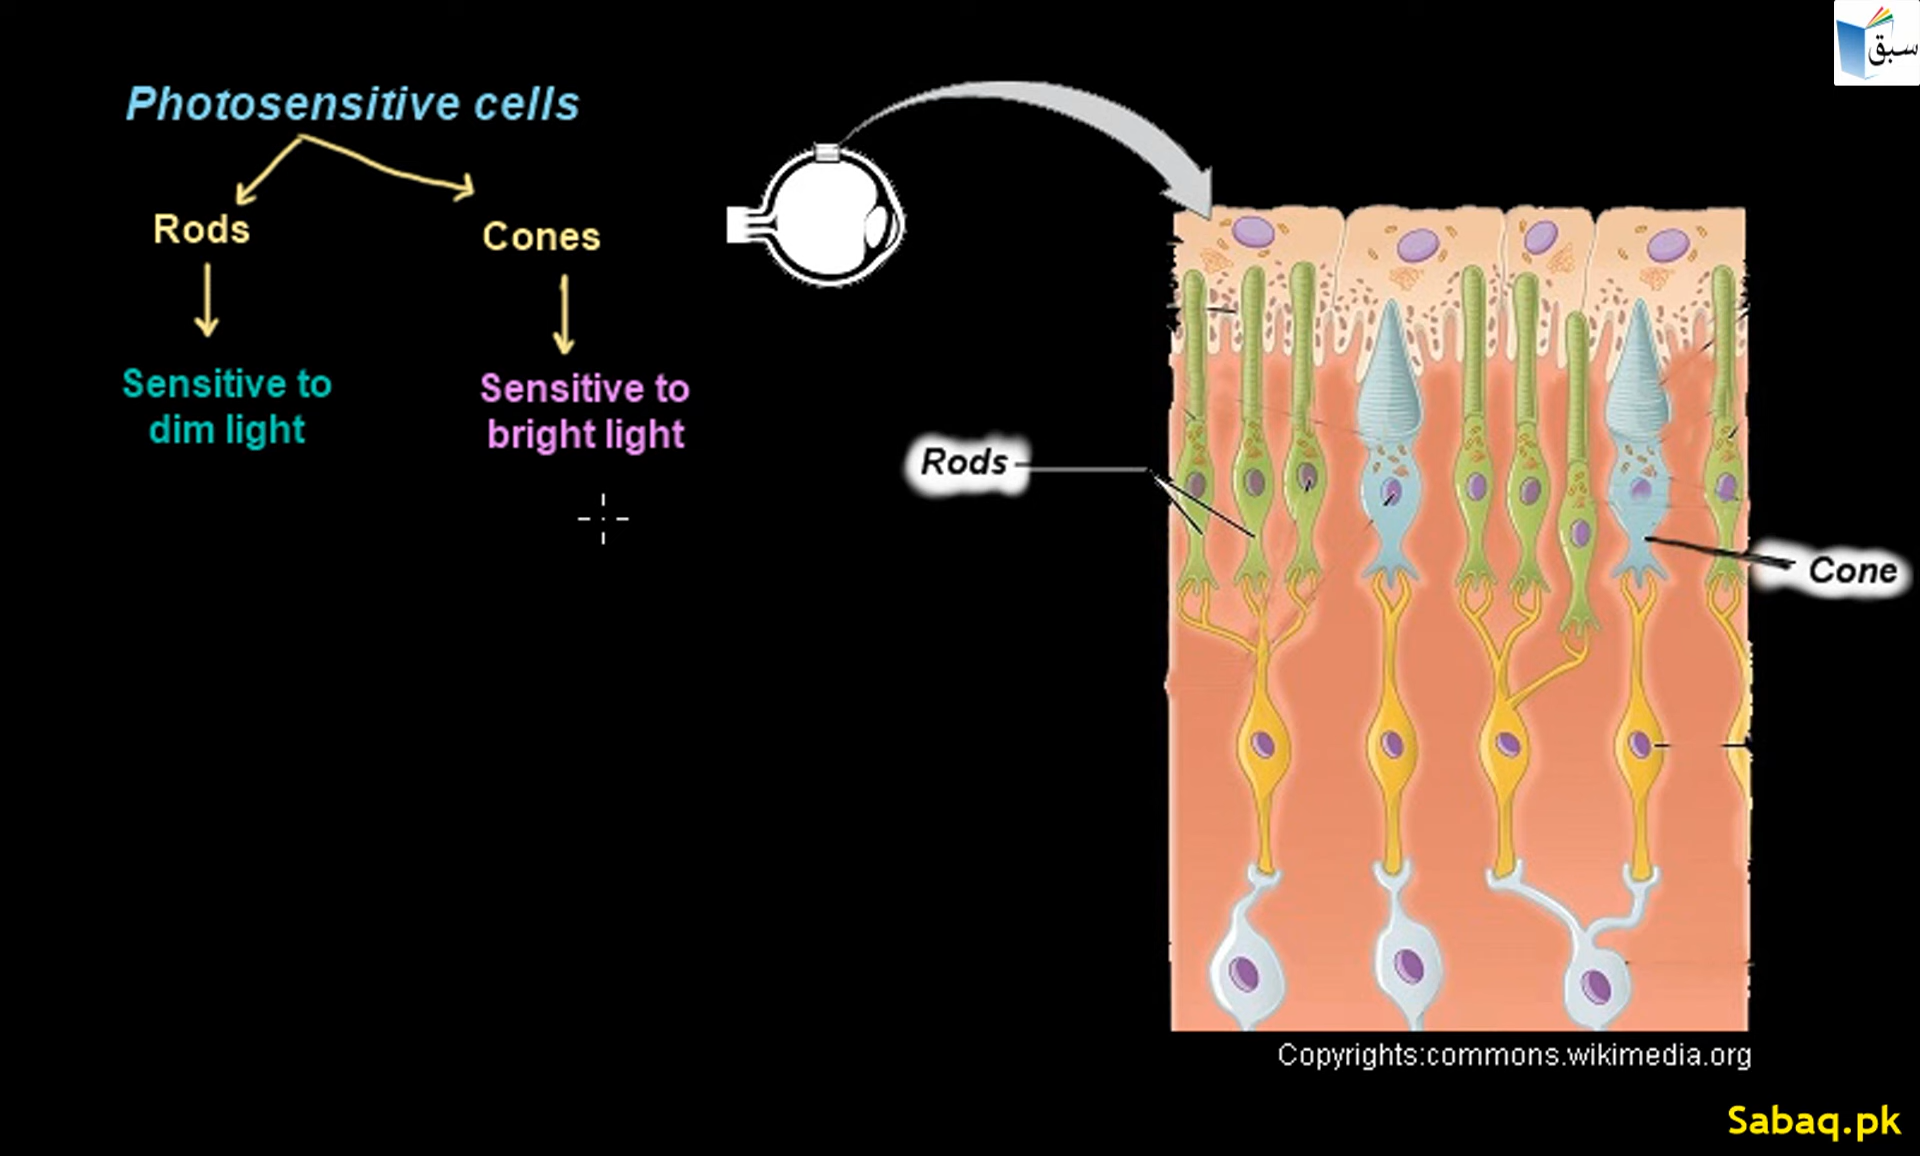 سبق
Photosensitive cells
Rods
Cones
Sensitive to
dim light
Sensitive to
bright light
Rods
Cone
Copyrights:commons.wikimedia.org
Sabaq.pk